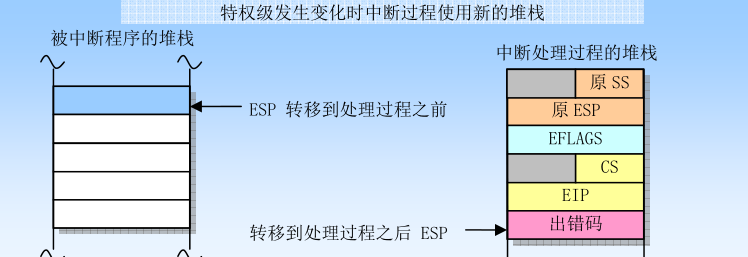 特权级发生变化时中断过程使用新的堆栈
被中断程序的堆栈
中断处理过程的堆栈
原 SS
ESP 转移到处理过程之前
原 ESP
EFLAGS
CS
EIP
出错码
转移到处理过程之后 ESP